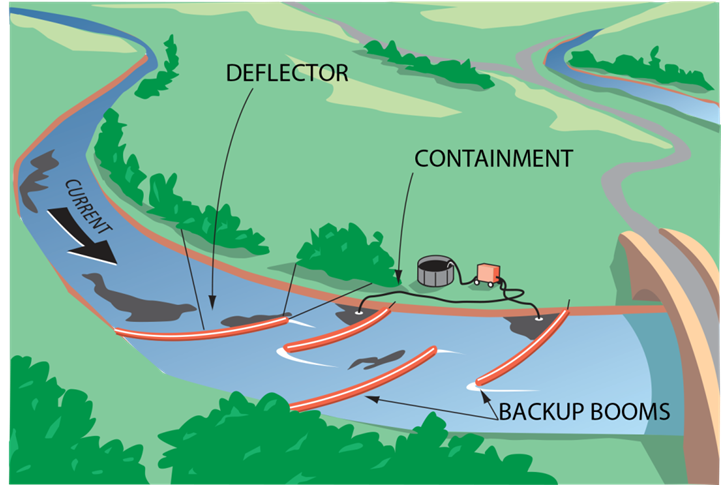 DEFLECTOR
CONTAINMENT
CURRENT
BACKUP BOOMS